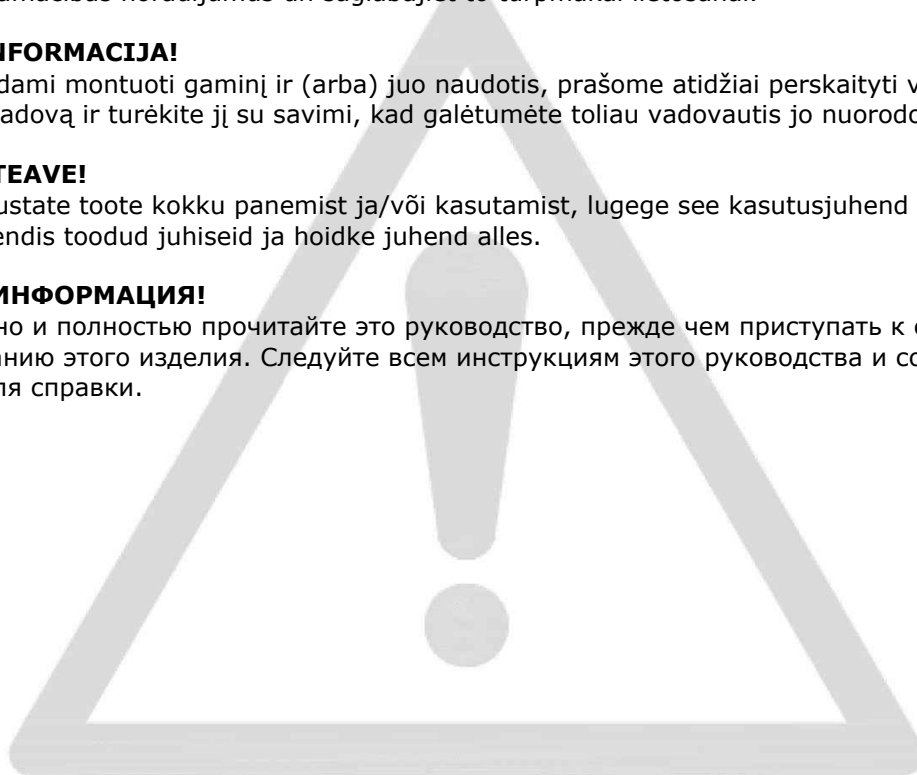 norādījumus un saglabājiet to turpmākai lietošanai.
NFORMACIJA!
dami montuoti gaminį ir (arba) juo naudotis, prašome atidžiai perskaityti v
adovą ir turėkite jį su savimi, kad galėtumėte toliau vadovautis jo nuorodo
TEAVE!
ustate toote kokku panemist ja/või kasutamist, lugege see kasutusjuhend
endis toodud juhiseid ja hoidke juhend alles.
ИНФОРМАЦИЯ!
но и полностью прочитайте это руководство, прежде чем приступать к с
анию этого изделия. Следуйте всем инструкциям этого руководства и со
ля справки.